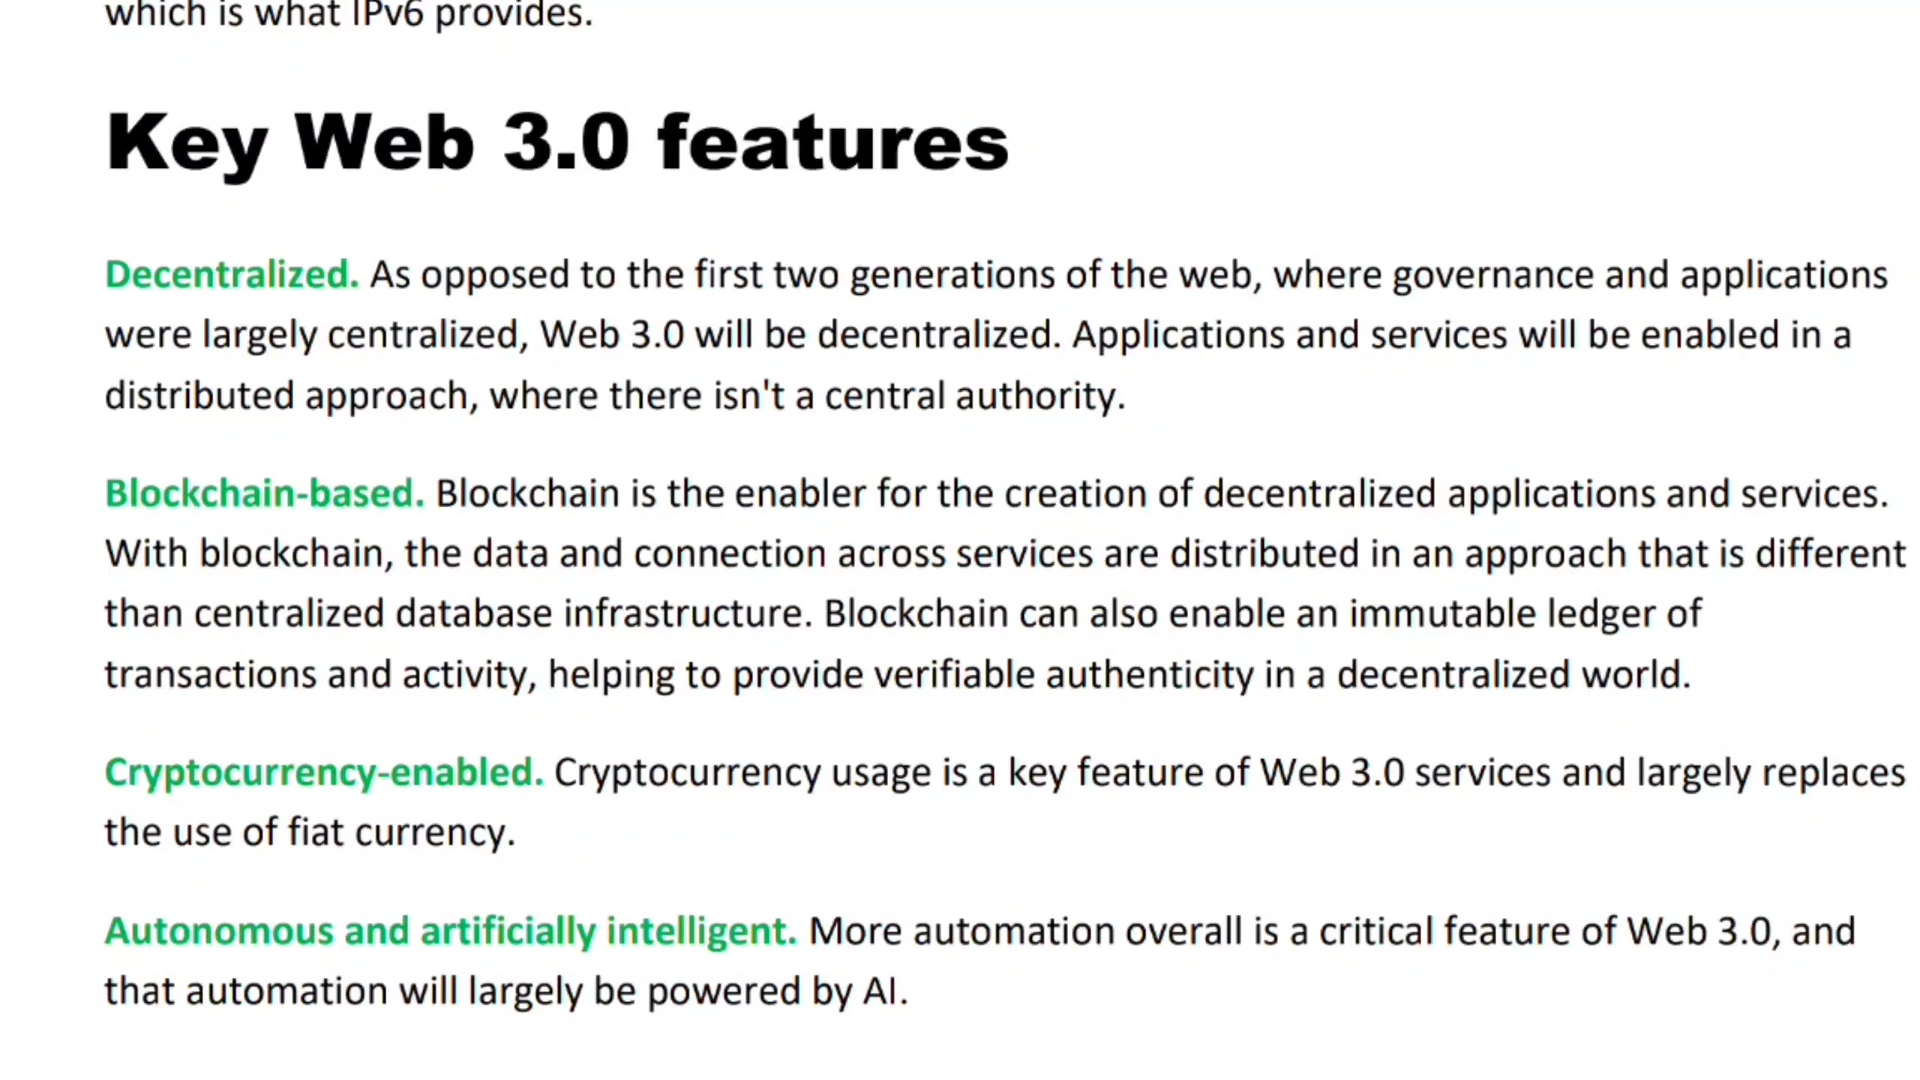 which is what IPv6 provides.
Key Web 3.0 features
Decentralized. As opposed to the first two generations of the web, where governance and applications
were largely centralized, Web 3.0 will be decentralized. Applications and services will be enabled in a
distributed approach, where there isn't a central authority.
Blockchain-based. Blockchain is the enabler for the creation of decentralized applications and services.
With blockchain, the data and connection across services are distributed in an approach that is different
than centralized database infrastructure. Blockchain can also enable an immutable ledger of
transactions and activity, helping to provide verifiable authenticity in a decentralized world.
Cryptocurrency-enabled. Cryptocurrency usage is a key feature of Web 3.0 services and largely replaces
the use of fiat currency.
Autonomous and artificially intelligent. More automation overall is a critical feature of Web 3.0, and
that automation will largely be powered by AI.